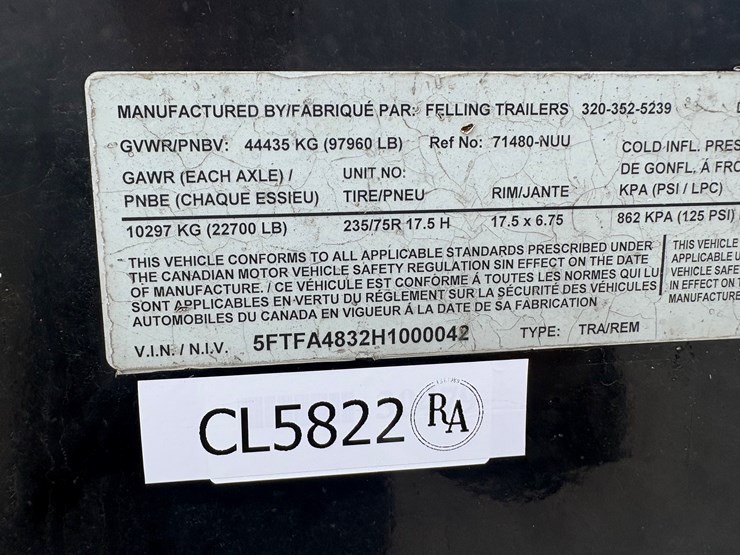 MANUFACTURED BY/FABRIQUÉ PAR: FELLING TRAILERS 320-352-5239
GVWR/PNBV: 44435 KG (97960 LB) Ref No: 71480-NUU COLD INFL. PRES
GAWR (EACH AXLE) / UNIT NO: DE GONFL. Á FRO
PNBE (CHAQUE ESSIEU) TIRE/PNEU RIM/JANTE KPA (PSI / LPC)
10297 KG (22700 LB) 235/75R 17.5 H 17.5 x 6.75 862 KPA (125 PSI)
THIS VEHICLE CONFORMS TO ALL APPLICABLE STANDARDS PRESCRIBED UNDER
THE CANADIAN MOTOR VEHICLE SAFETY REGULATION SIN EFFECT ON THE DATE
OF MANUFACTURE. / CE VÉHICULE EST CONFORME Á TOUTES LES NORMES QUI LU
SONT APPLICABLES EN VERTU DU RÉGLEMENT SUR LA SÉCURITÉ DES VÉHICULES
AUTOMOBILES DU CANADA EN VIGUEUR Á LA DATE DE SA FABRICATION
THIS VEHICLE
APPLICABLE
VEHICLE SAFE
IN EFFECT ON
MANUFACTURE
V.I.N. / N.I.V. 5FTFA4832H1000042 TYPE: TRA/REM
CL5822 RA